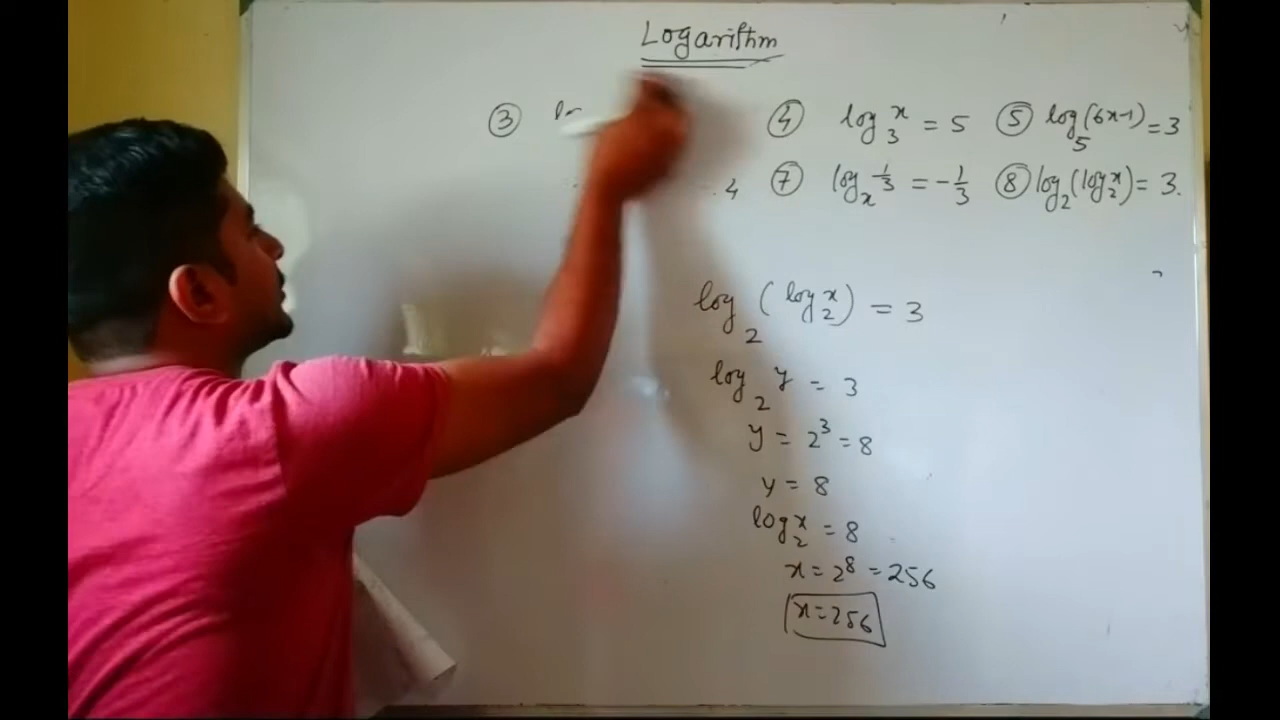 Logarithm
③ ④ log₃ x = 5 ⑤ log₅ (6x-1) = 3
4 ⑦ logₓ 1/3 = -1/3 ⑧ log₂ (log₂ x) = 3.
log₂ (log₂ x) = 3
log₂ y = 3
y = 2³ = 8
y = 8
log₂ x = 8
x = 2⁸ = 256
x = 256